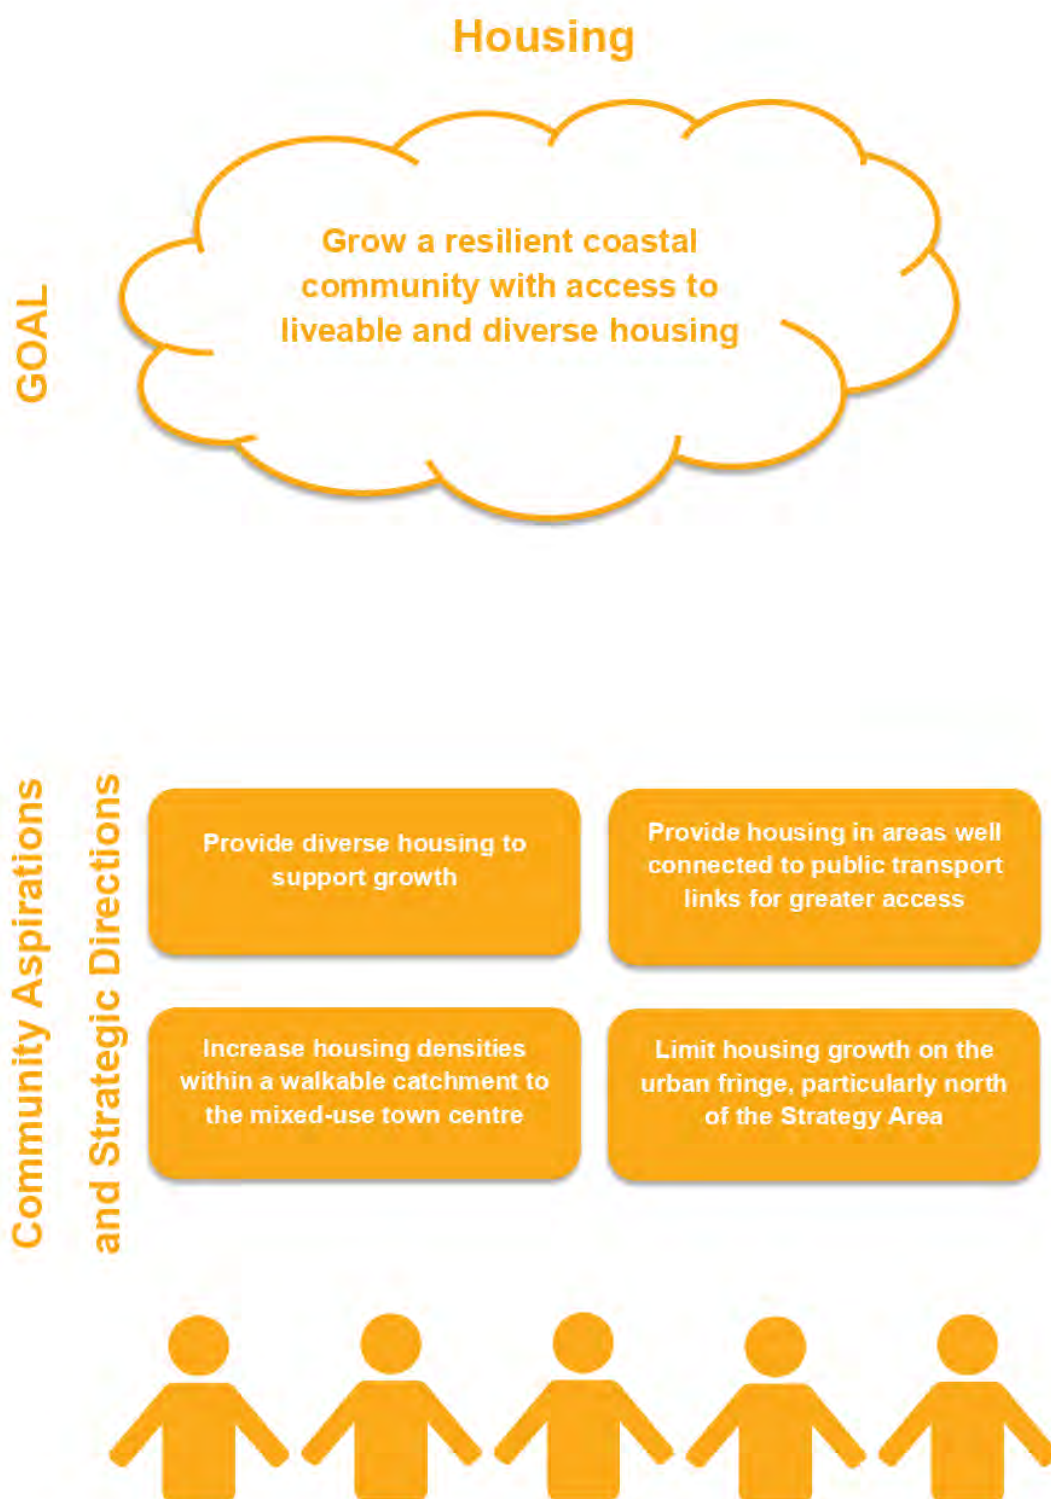 Housing
GOAL
Grow a resilient coastal
community with access to
liveable and diverse housing
Community Aspirations
and Strategic Directions
Provide diverse housing to
support growth
Provide housing in areas well
connected to public transport
links for greater access
Increase housing densities
within a walkable catchment to
the mixed-use town centre
Limit housing growth on the
urban fringe, particularly north
of the Strategy Area